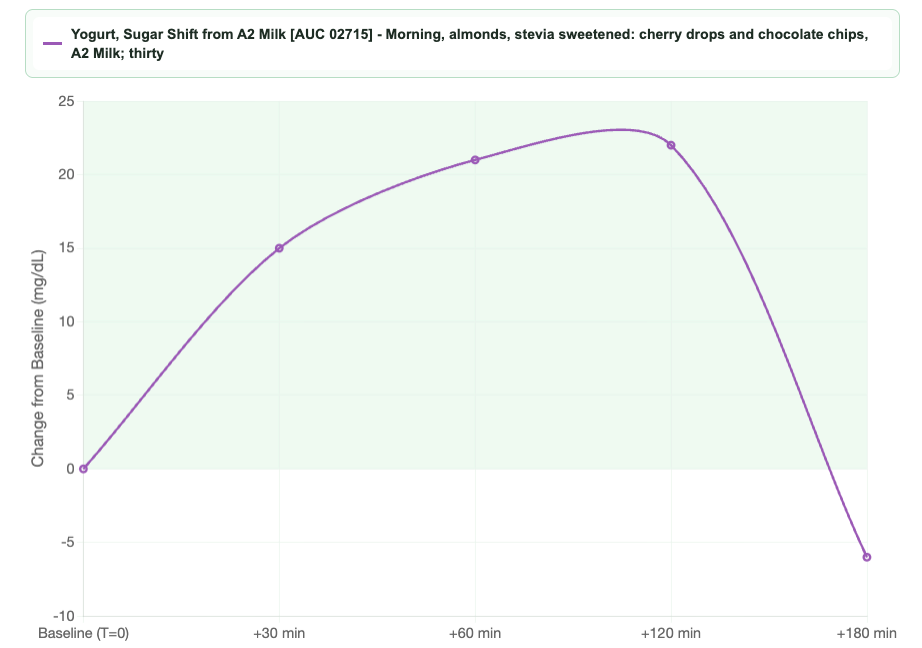 Yogurt, Sugar Shift from A2 Milk [AUC 02715] - Morning, almonds, stevia sweetened: cherry drops and chocolate chips,
A2 Milk; thirty
25
20
15
10
5
0
-5
-10
Change from Baseline (mg/dL)
Baseline (T=0) +30 min +60 min +120 min +180 min